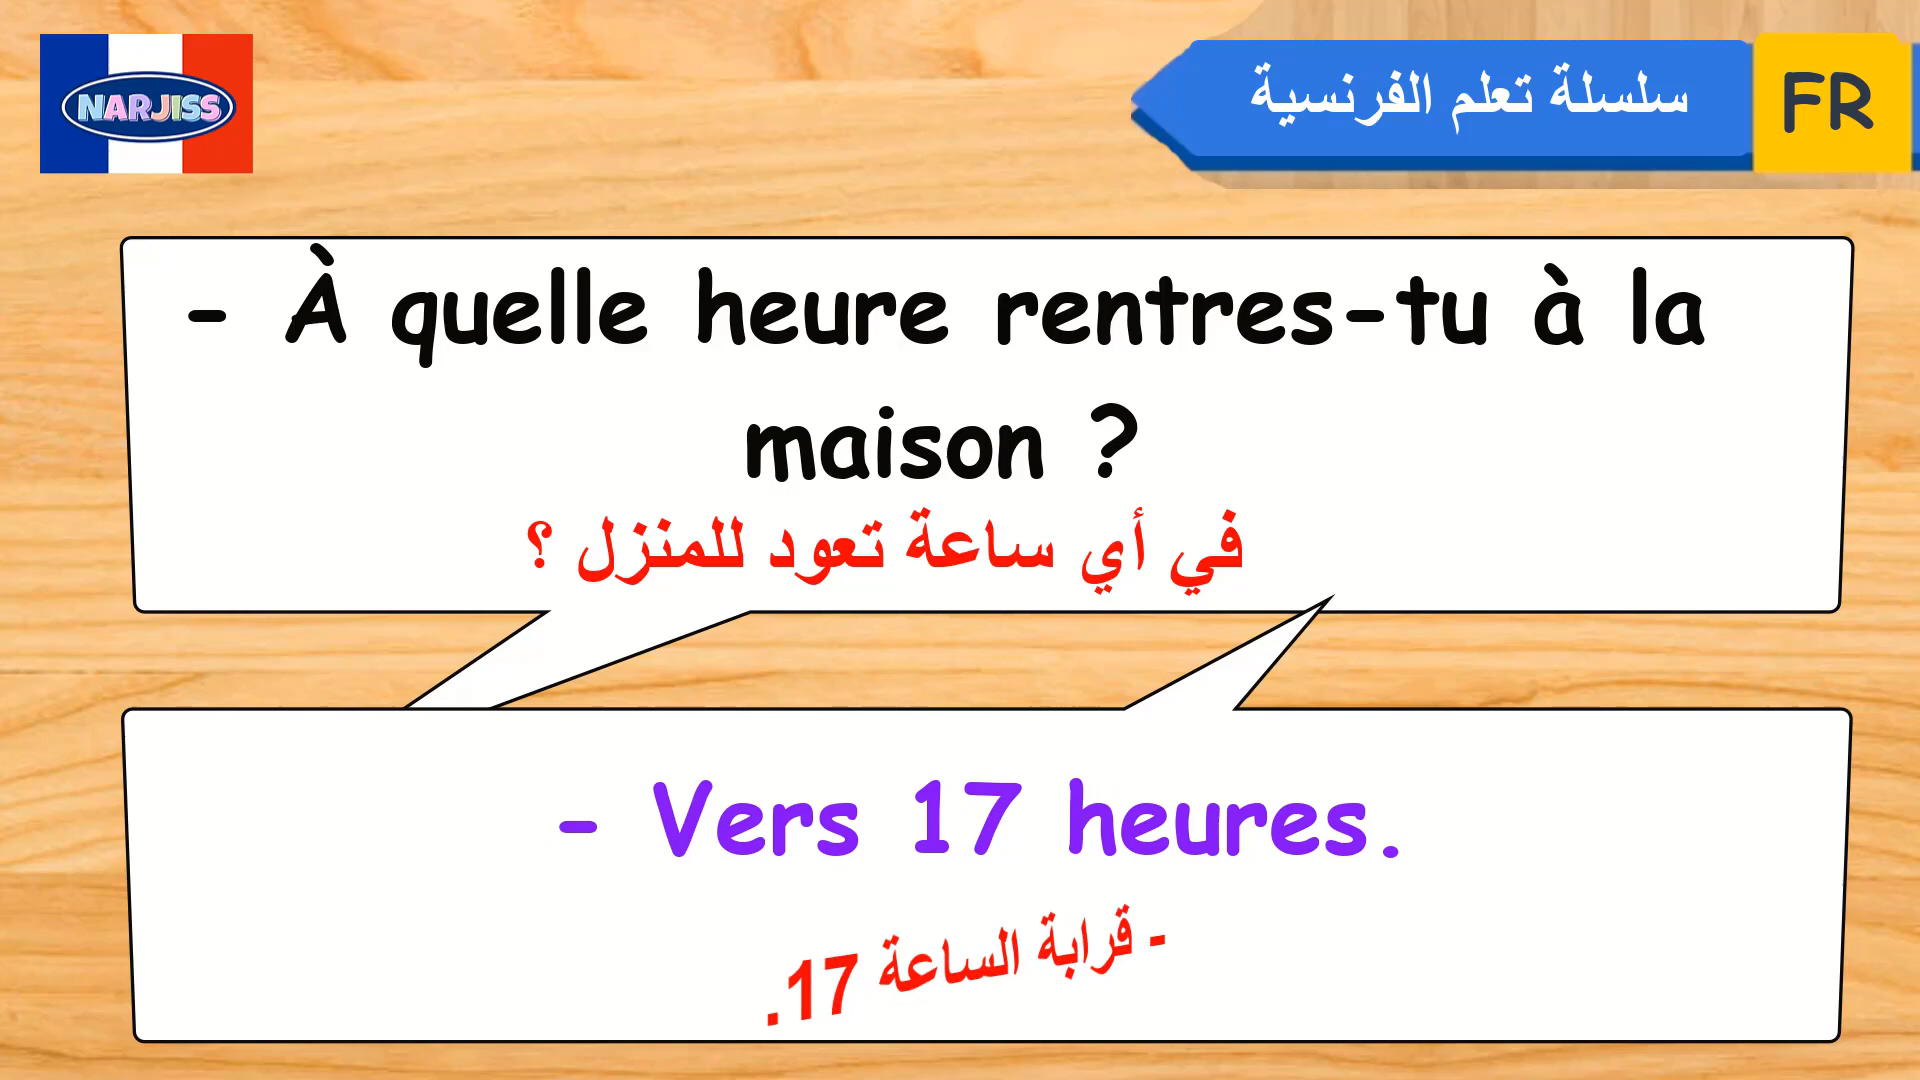 NARJISS
سلسلة تعلم الفرنسية
FR
- À quelle heure rentres-tu à la
maison ?
في أي ساعة تعود للمنزل ؟
- Vers 17 heures.
- قرابة الساعة 17.